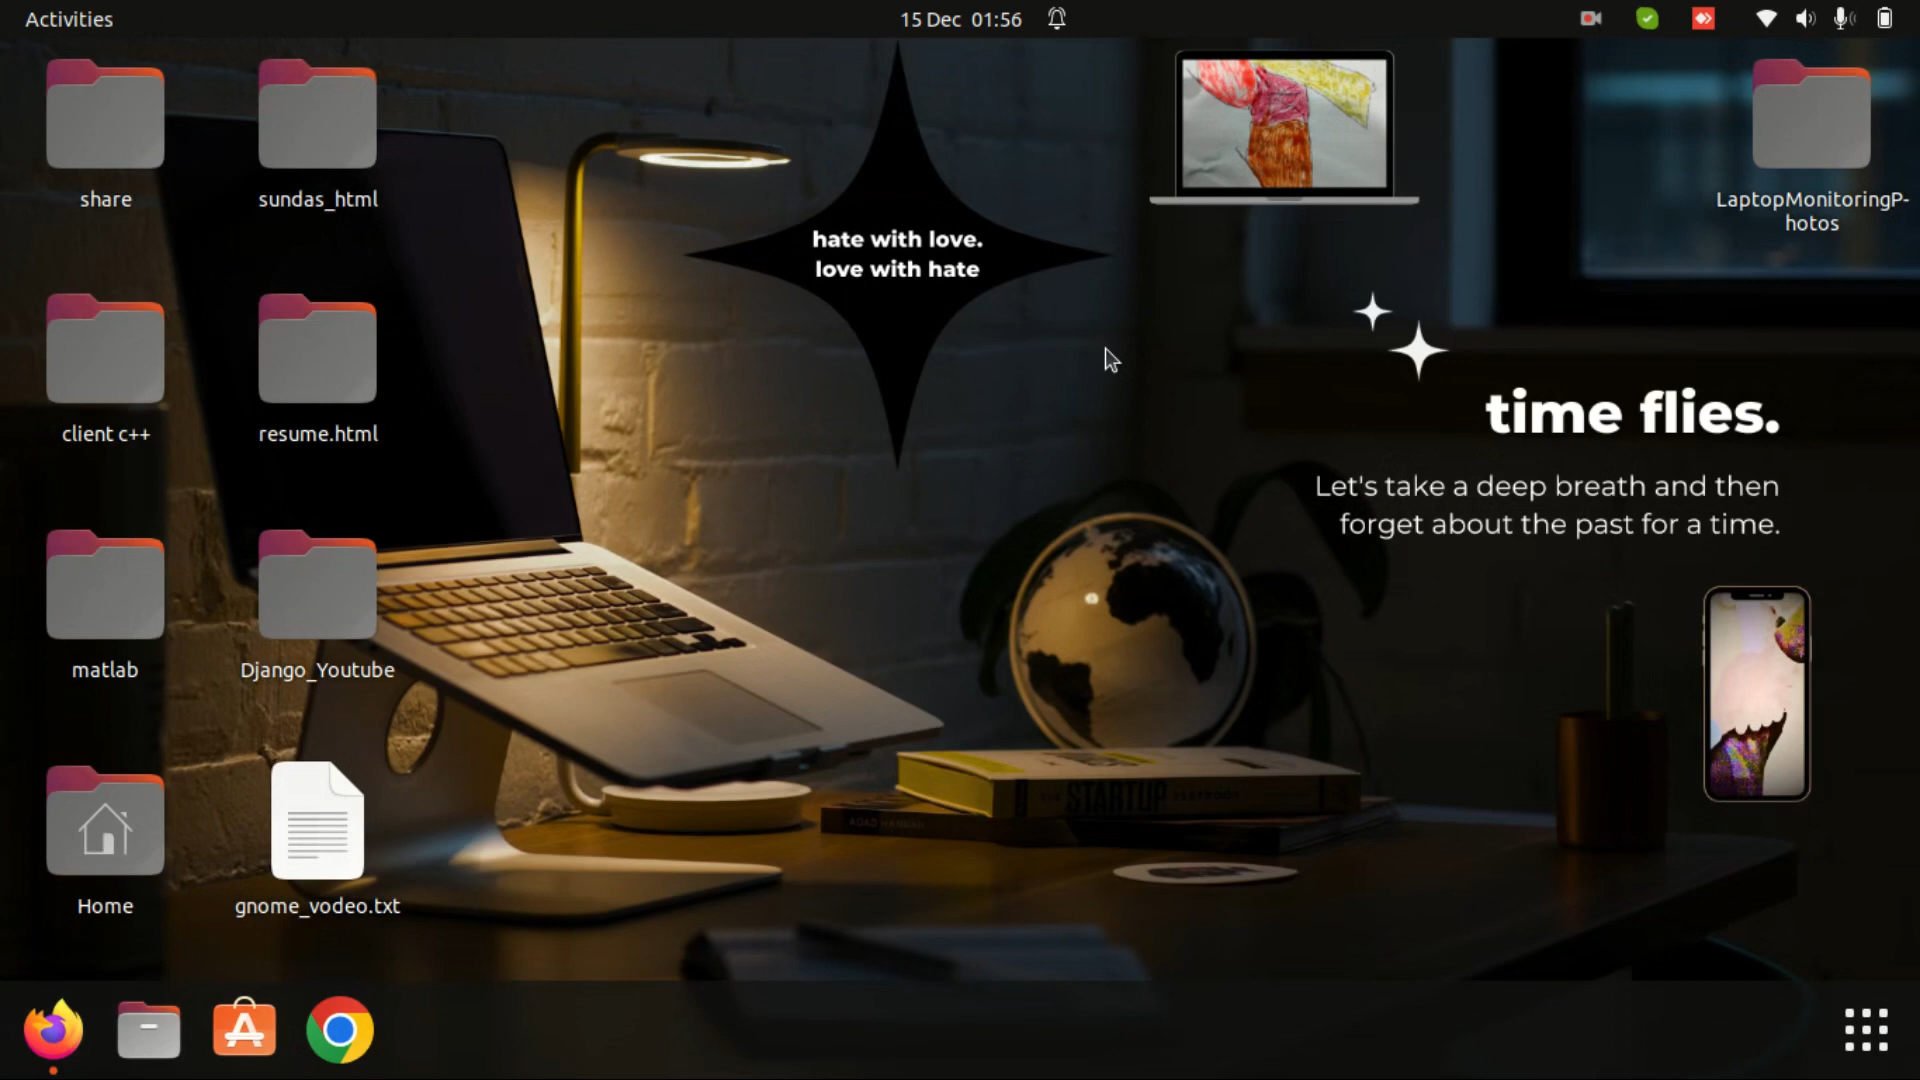 Activities
15 Dec 01:56
share
sundas_html
LaptopMonitoringP-
hotos
hate with love.
love with hate
client c++
resume.html
time flies.
Let's take a deep breath and then
forget about the past for a time.
matlab
Django_Youtube
STARTUP
Home
gnome_vodeo.txt